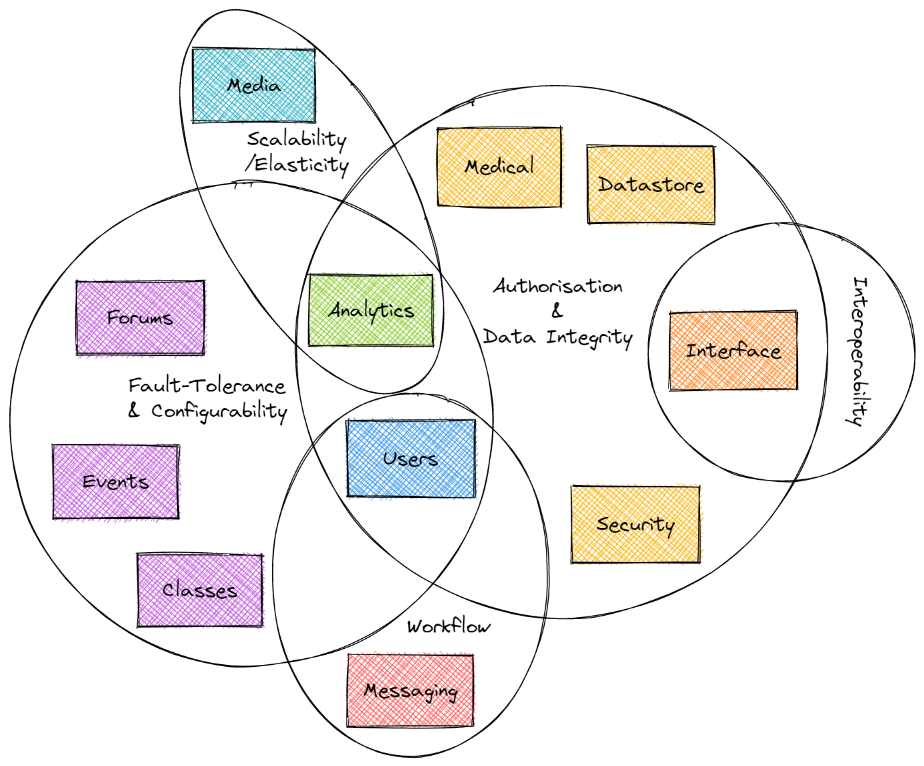 Media
Scalability
/Elasticity
Medical
Datastore
Forums
Analytics
Authorisation
&
Data Integrity
Interface
Interoperability
Fault-Tolerance
& Configurability
Users
Events
Security
Classes
Workflow
Messaging